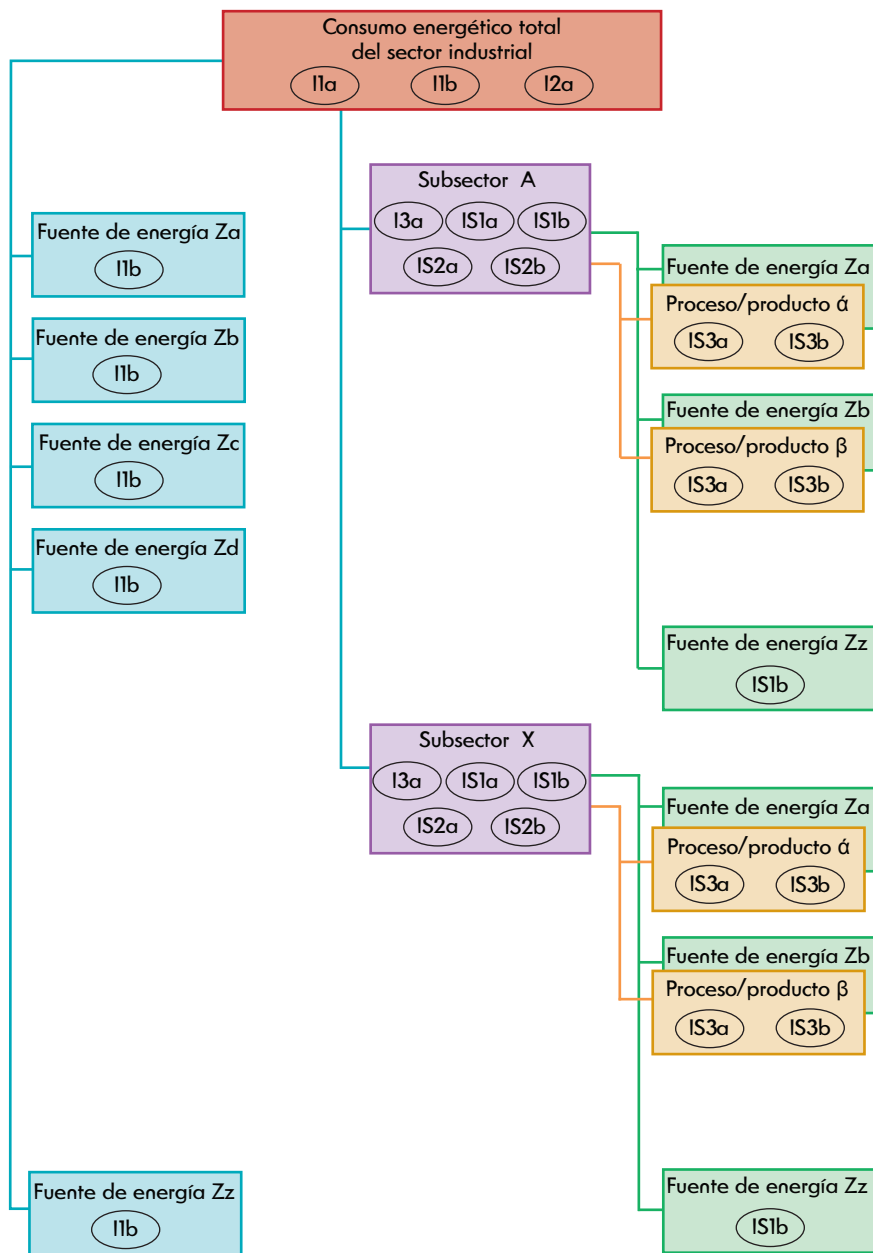 Consumo energético total
del sector industrial
I1a I1b I2a
Fuente de energía Za
I1b
Fuente de energía Zb
I1b
Fuente de energía Zc
I1b
Fuente de energía Zd
I1b
Fuente de energía Zz
I1b
Subsector A
I3a IS1a IS1b
IS2a IS2b
Fuente de energía Za
Proceso/producto ά
IS3a IS3b
Fuente de energía Zb
Proceso/producto β
IS3a IS3b
Fuente de energía Zz
IS1b
Subsector X
I3a IS1a IS1b
IS2a IS2b
Fuente de energía Za
Proceso/producto ά
IS3a IS3b
Fuente de energía Zb
Proceso/producto β
IS3a IS3b
Fuente de energía Zz
IS1b